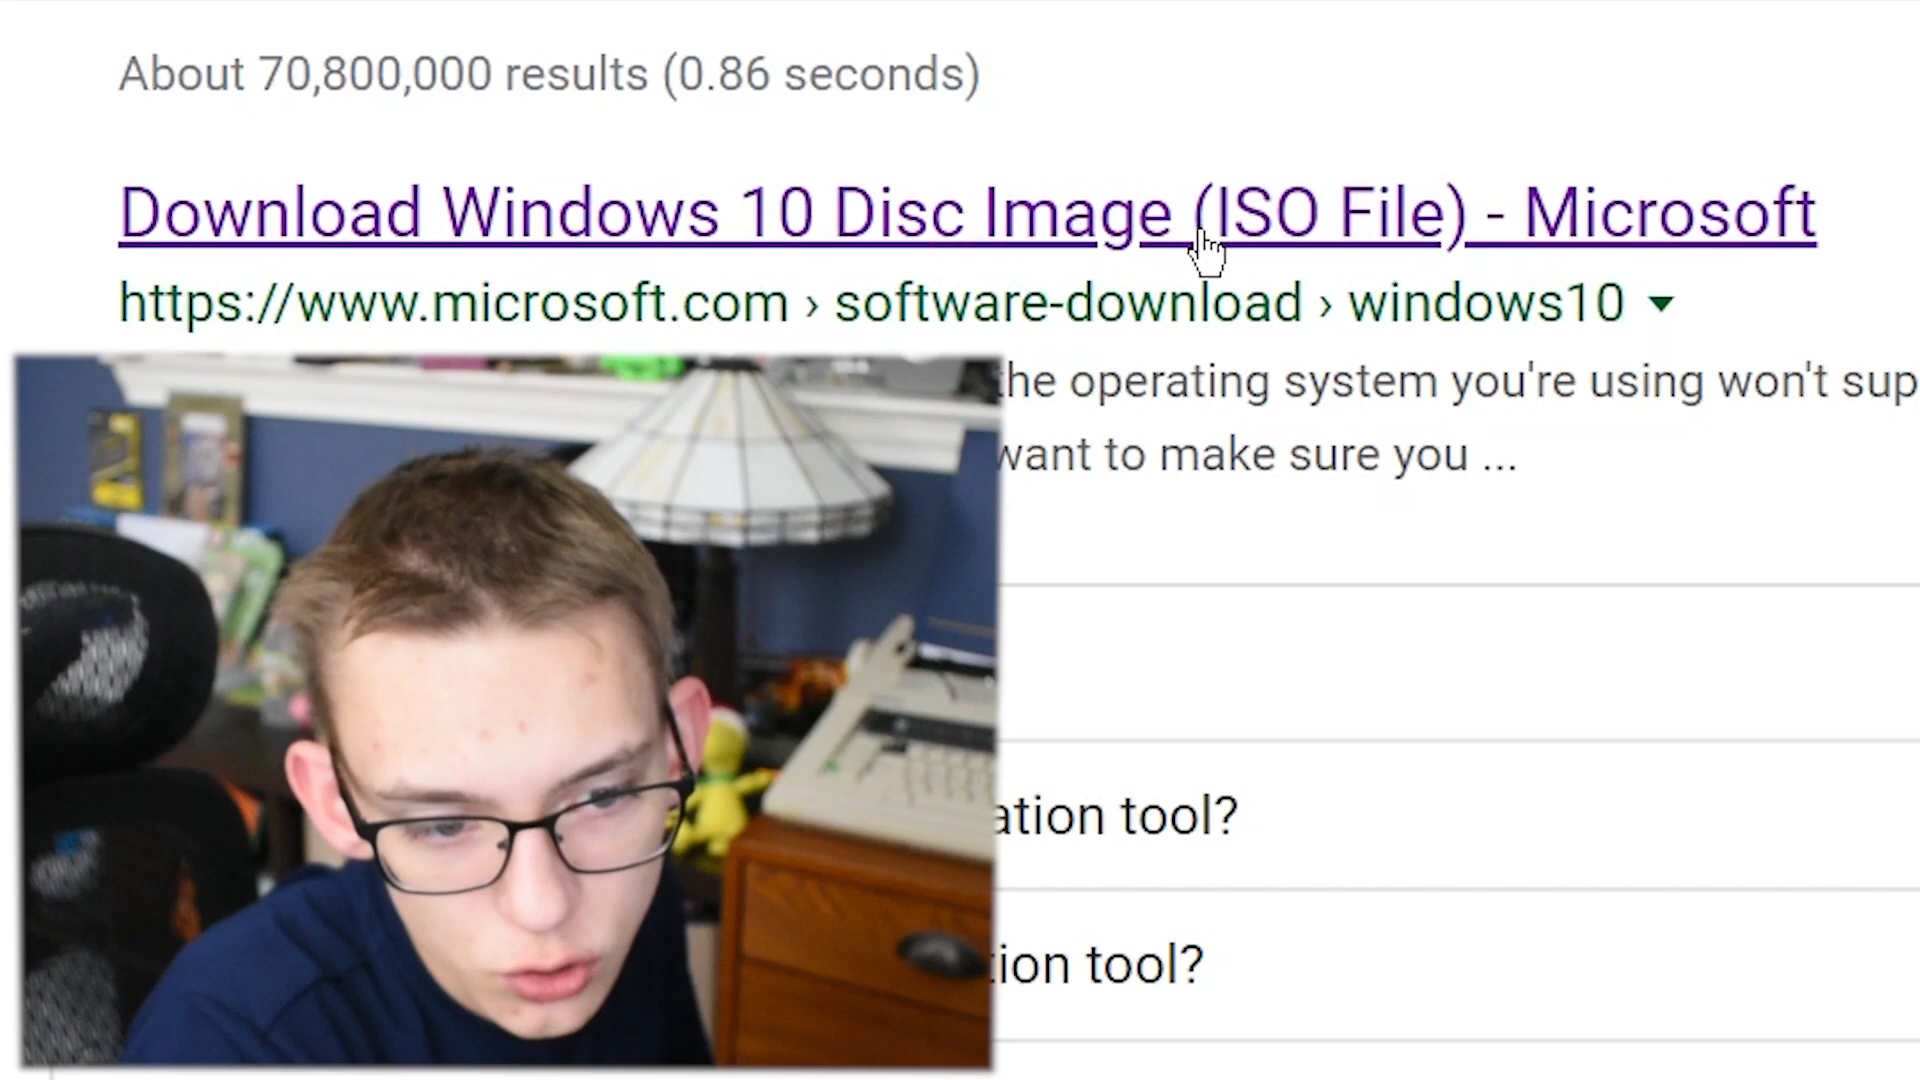 About 70,800,000 results (0.86 seconds)
Download Windows 10 Disc Image (ISO File) - Microsoft
https://www.microsoft.com › software-download › windows10
the operating system you're using won't sup
want to make sure you ...
ation tool?
tion tool?